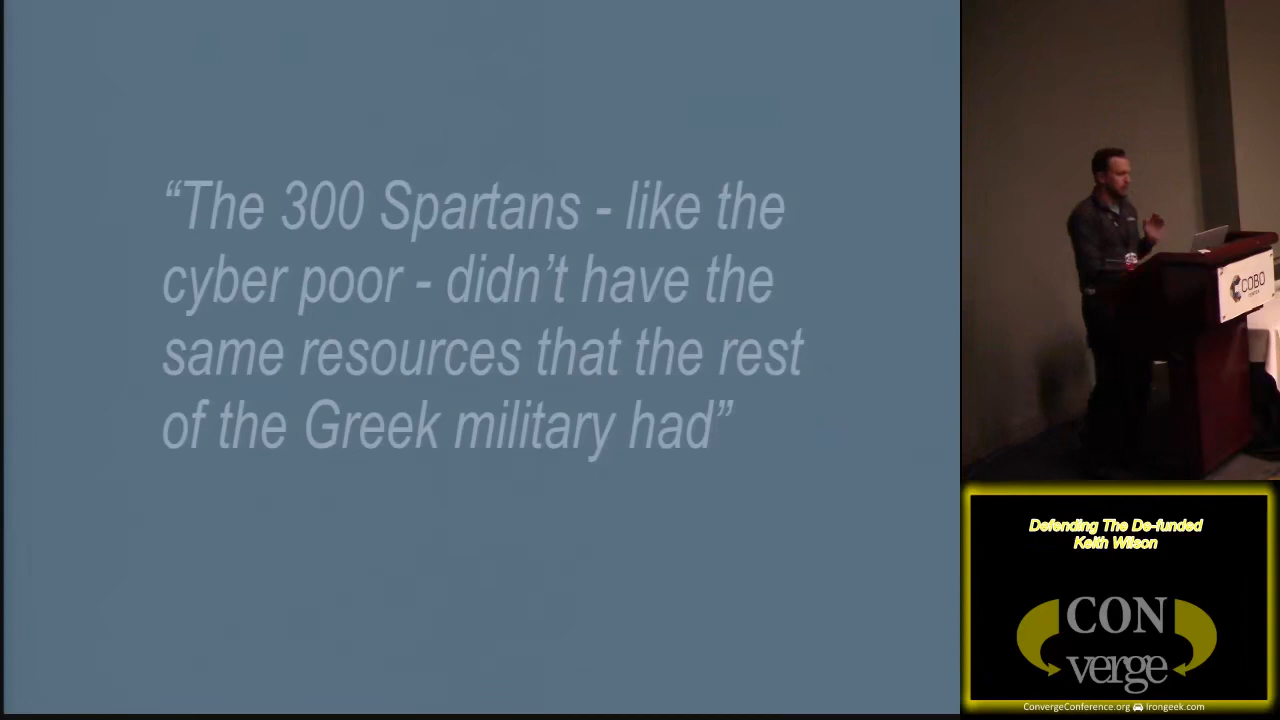 “The 300 Spartans - like the
cyber poor - didn’t have the
same resources that the rest
of the Greek military had”
COBO
Defending The De-funded
Keith Wilson
CON
verge
ConvergeConference.org Irongeek.com